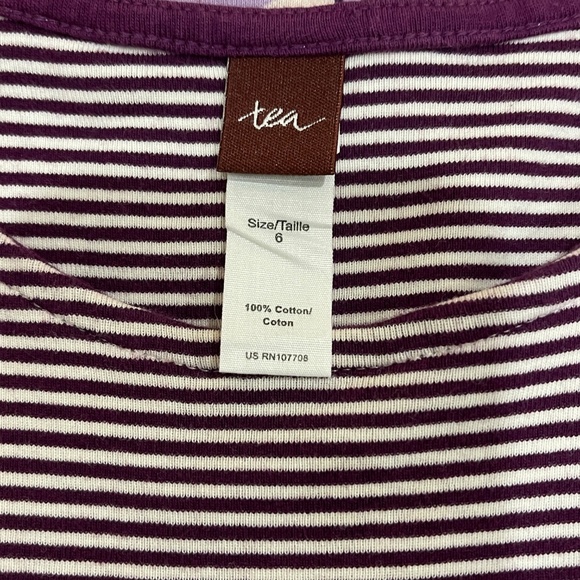 tea
Size/Taille
6
100% Cotton/
Coton
US RN107708